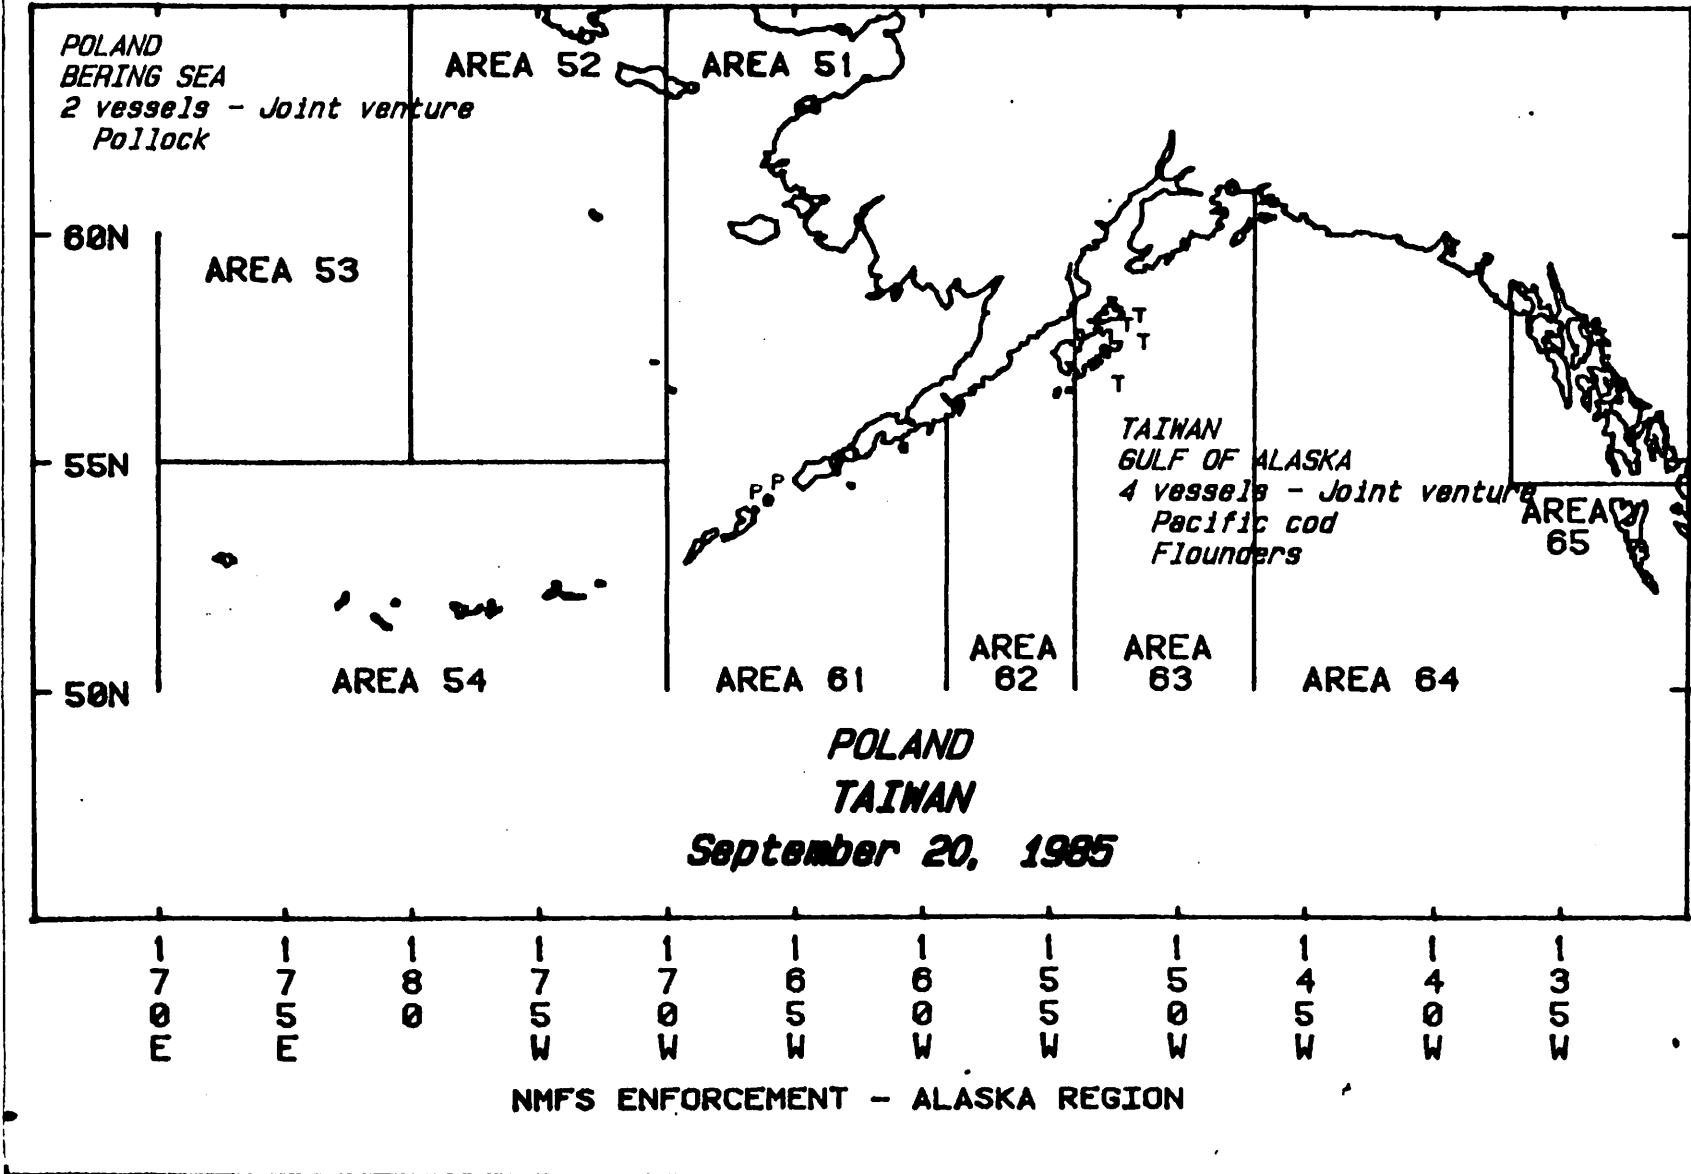 POLAND
BERING SEA
2 vessels - Joint venture
Pollock
AREA 52
AREA 51
60N
AREA 53
T
T
T
T
TAIWAN
GULF OF ALASKA
4 vessels - Joint venture
Pacific cod
Flounders
55N
P P
AREA
65
AREA 54
AREA 61
AREA
62
AREA
63
AREA 64
50N
POLAND
TAIWAN
September 20, 1985
170E
175E
180
175W
170W
165W
160W
155W
150W
145W
140W
135W
NMFS ENFORCEMENT - ALASKA REGION